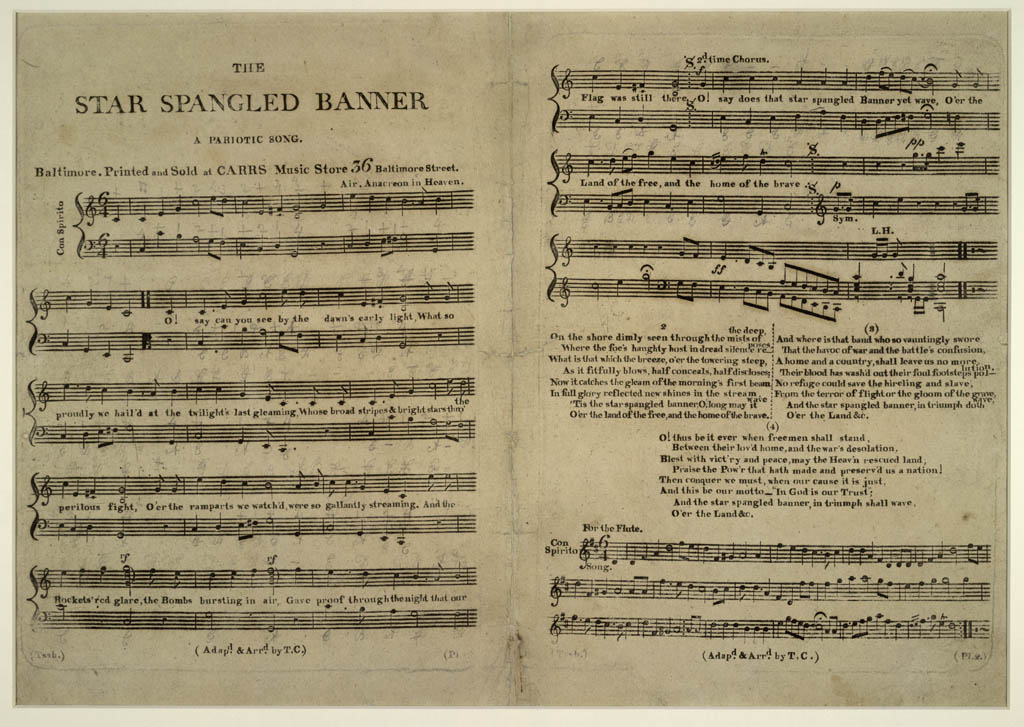 THE
STAR SPANGLED BANNER
A PARIOTIC SONG.
Baltimore. Printed and Sold at CARRS Music Store 36 Baltimore Street.
Air. Anacreon in Heaven.
Con Spirito
O! say can you see by the dawn's early light, What so
proudly we hail'd at the twilight's last gleaming, Whose broad stripes & bright stars thro' the
perilous fight, O'er the ramparts we watch'd, were so gallantly streaming. And the
sf sf
Rockets' red glare, the Bombs bursting in air, Gave proof through the night that our
(Adapd. & Arrd. by T.C.)
2d time Chorus.
f
Flag was still there, O! say does that star spangled Banner yet wave, O'er the
pp
Land of the free, and the home of the brave.
p
Sym.
L.H.
ff
2
On the shore dimly seen through the mists of the deep,
Where the foe's haughty host in dread silence reposes,
What is that which the breeze, o'er the towering steep,
As it fitfully blows, half conceals, half discloses;
Now it catches the gleam of the morning's first beam,
In full glory reflected new shines in the stream,
'Tis the star spangled banner, O! long may it wave
O'er the land of the free, and the home of the brave.
(3)
And where is that band who so vauntingly swore
That the havoc of war and the battle's confusion,
A home and a country, shall leave us no more,
Their blood has wash'd out their foul footsteps pollution.
No refuge could save the hireling and slave,
From the terror of flight or the gloom of the grave,
And the star spangled banner, in triumph doth wave,
O'er the Land &c.
(4)
O! thus be it ever when freemen shall stand,
Between their lov'd home, and the war's desolation,
Blest with vict'ry and peace, may the Heav'n rescued land,
Praise the Pow'r that hath made and preserv'd us a nation!
Then conquer we must, when our cause it is just,
And this be our motto_"In God is our Trust;"
And the star spangled banner, in triumph shall wave,
O'er the Land &c.
For the Flute.
Con Spirito
Song.
(Adapd. & Arrd. by T.C.)
(Pl. 2.)